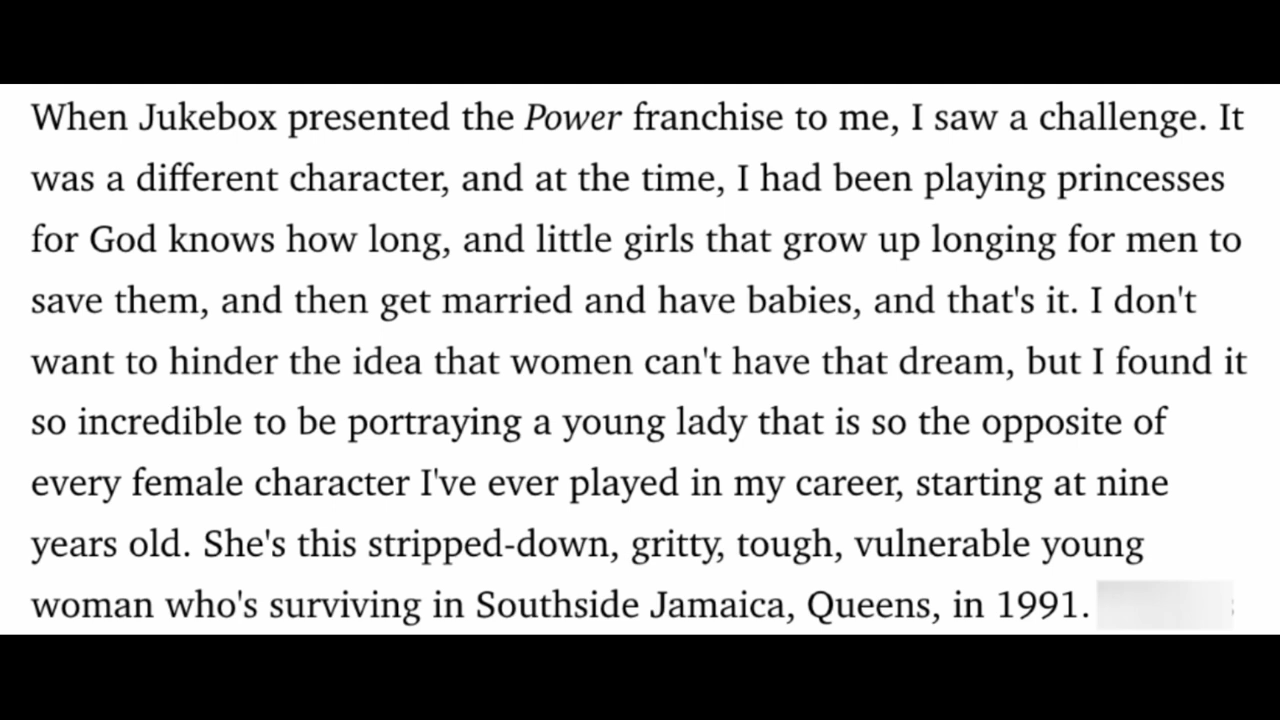 When Jukebox presented the Power franchise to me, I saw a challenge. It
was a different character, and at the time, I had been playing princesses
for God knows how long, and little girls that grow up longing for men to
save them, and then get married and have babies, and that's it. I don't
want to hinder the idea that women can't have that dream, but I found it
so incredible to be portraying a young lady that is so the opposite of
every female character I've ever played in my career, starting at nine
years old. She's this stripped-down, gritty, tough, vulnerable young
woman who's surviving in Southside Jamaica, Queens, in 1991.